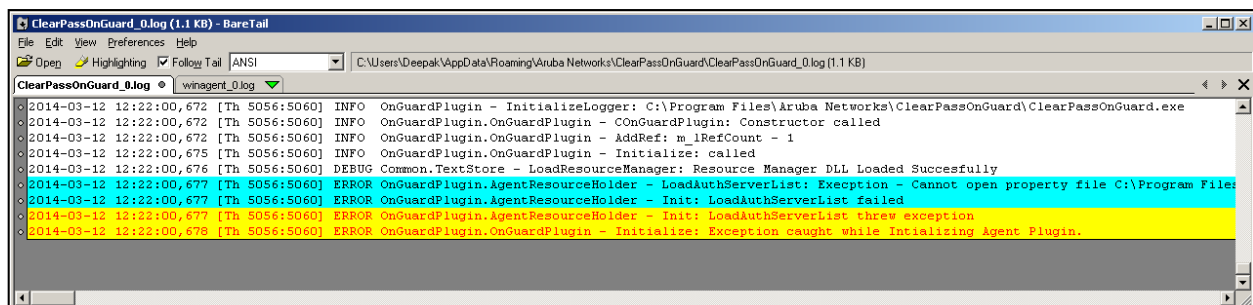 ClearPassOnGuard_0.log (1.1 KB) - BareTail
File Edit View Preferences Help
Open Highlighting Follow Tail ANSI C:\Users\Deepak\AppData\Roaming\Aruba Networks\ClearPassOnGuard\ClearPassOnGuard_0.log (1.1 KB)
ClearPassOnGuard_0.log winagent_0.log
2014-03-12 12:22:00,672 [Th 5056:5060] INFO OnGuardPlugin - InitializeLogger: C:\Program Files\Aruba Networks\ClearPassOnGuard\ClearPassOnGuard.exe
2014-03-12 12:22:00,672 [Th 5056:5060] INFO OnGuardPlugin.OnGuardPlugin - COnGuardPlugin: Constructor called
2014-03-12 12:22:00,672 [Th 5056:5060] INFO OnGuardPlugin.OnGuardPlugin - AddRef: m_lRefCount - 1
2014-03-12 12:22:00,675 [Th 5056:5060] INFO OnGuardPlugin.OnGuardPlugin - Initialize: called
2014-03-12 12:22:00,676 [Th 5056:5060] DEBUG Common.TextStore - LoadResourceManager: Resource Manager DLL Loaded Succesfully
2014-03-12 12:22:00,677 [Th 5056:5060] ERROR OnGuardPlugin.AgentResourceHolder - LoadAuthServerList: Execption - Cannot open property file C:\Program Files
2014-03-12 12:22:00,677 [Th 5056:5060] ERROR OnGuardPlugin.AgentResourceHolder - Init: LoadAuthServerList failed
2014-03-12 12:22:00,677 [Th 5056:5060] ERROR OnGuardPlugin.AgentResourceHolder - Init: LoadAuthServerList threw exception
2014-03-12 12:22:00,678 [Th 5056:5060] ERROR OnGuardPlugin.OnGuardPlugin - Initialize: Exception caught while Intializing Agent Plugin.